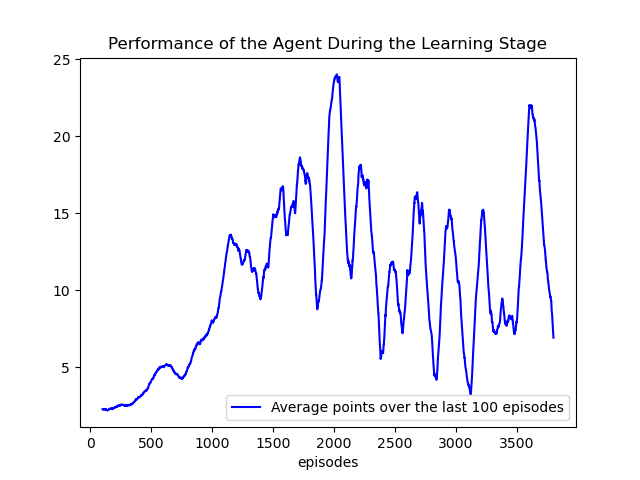 Performance of the Agent During the Learning Stage
25
20
15
10
5
Average points over the last 100 episodes
0 500 1000 1500 2000 2500 3000 3500
episodes